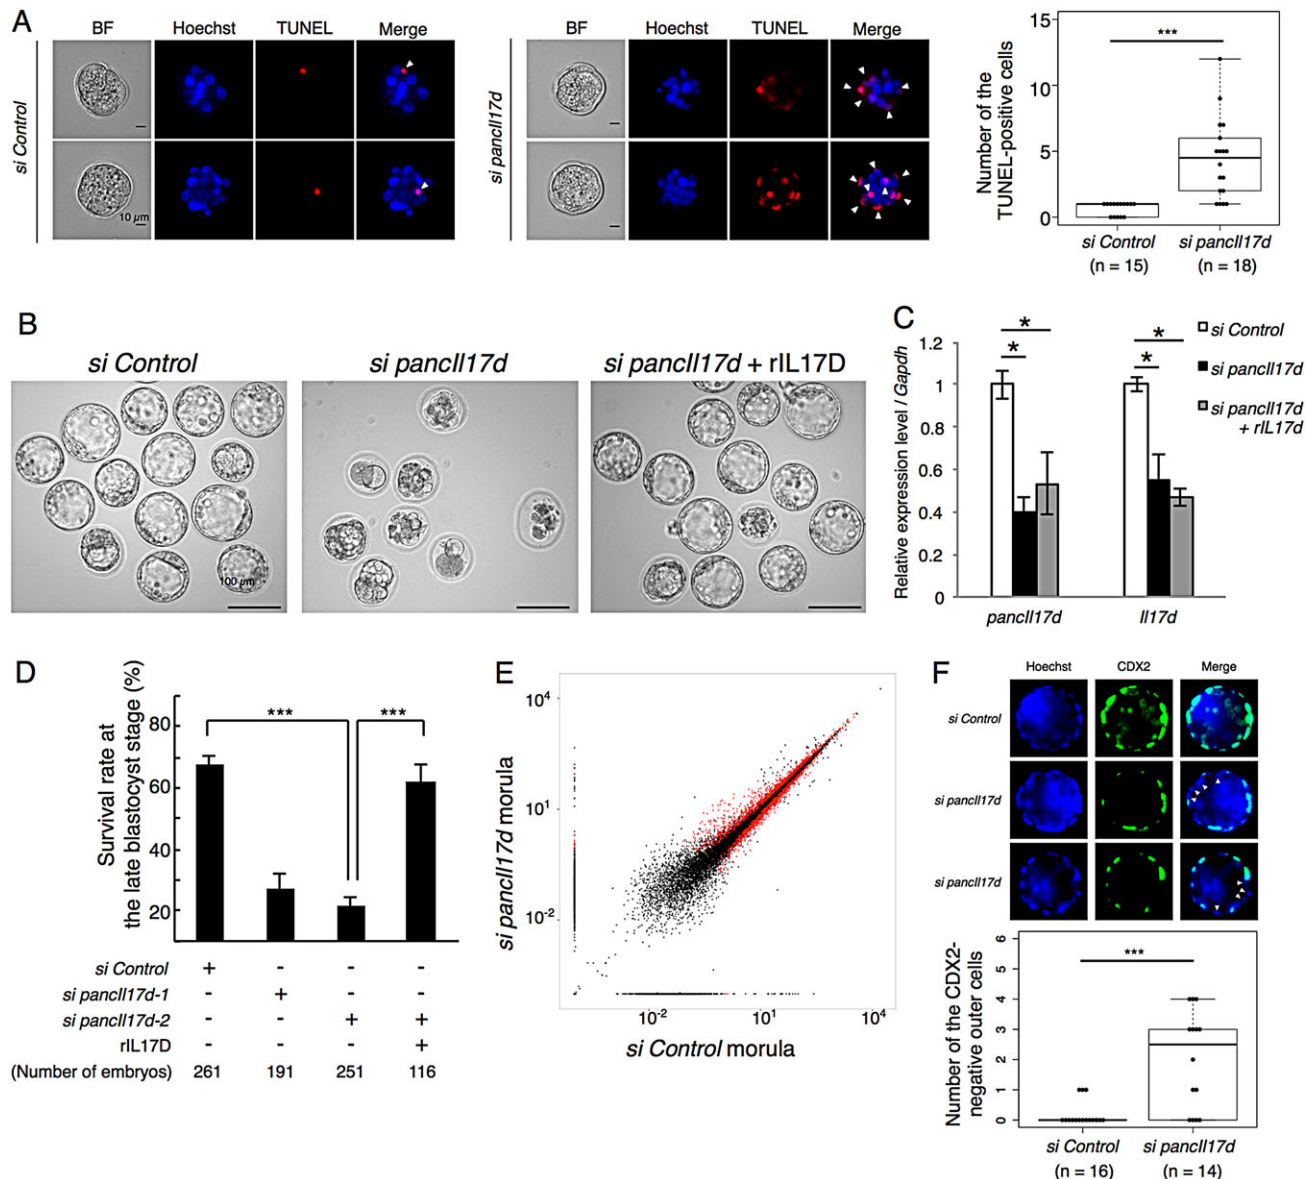 A
BF Hoechst TUNEL Merge
si Control
10 µm
BF Hoechst TUNEL Merge
si pancIl17d
Number of the
TUNEL-positive cells
15
10
5
0
***
si Control si pancIl17d
(n = 15) (n = 18)
B
si Control si pancIl17d si pancIl17d + rIL17D
100 µm
C
Relative expression level / Gapdh
1.2
1
0.8
0.6
0.4
0.2
0
*
*
*
*
si Control
si pancIl17d
si pancIl17d
+ rIL17d
pancIl17d Il17d
D
Survival rate at
the late blastocyst stage (%)
80
60
40
20
*** ***
si Control + - - -
si pancIl17d-1 - + - -
si pancIl17d-2 - - + +
rIL17D - - - +
(Number of embryos) 261 191 251 116
E
si pancIl17d morula
10⁴
10¹
10⁻²
10⁻² 10¹ 10⁴
si Control morula
F
Hoechst CDX2 Merge
si Control
si pancIl17d
si pancIl17d
Number of the CDX2-
negative outer cells
6
5
4
3
2
1
0
***
si Control si pancIl17d
(n = 16) (n = 14)